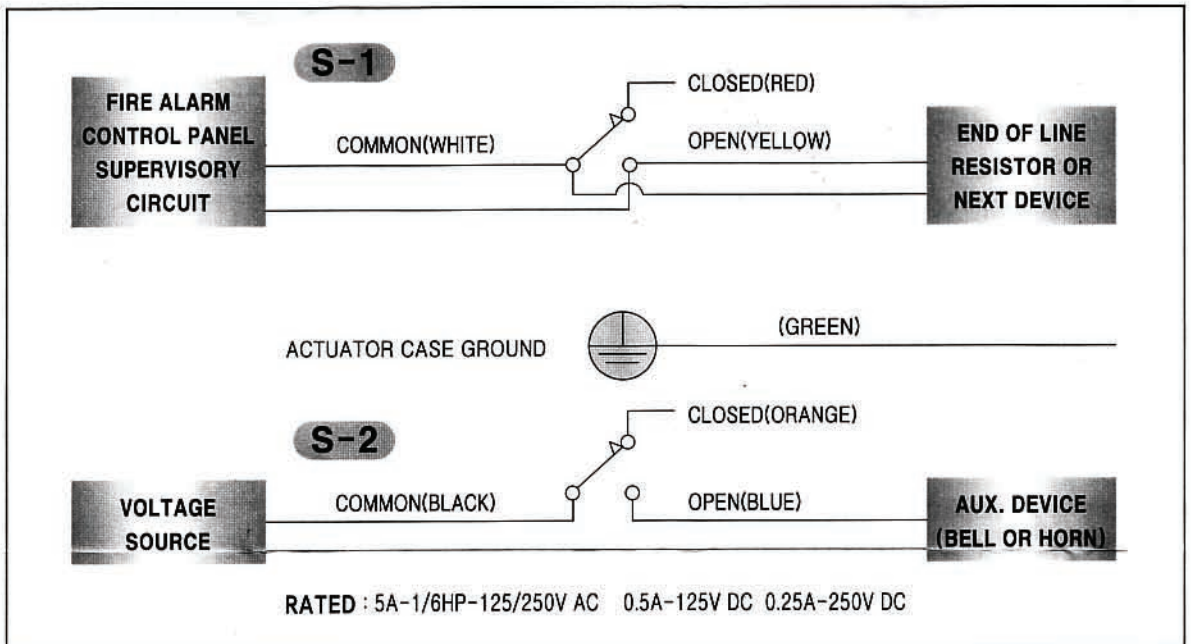 S-1
CLOSED(RED)
FIRE ALARM
CONTROL PANEL
SUPERVISORY
CIRCUIT
COMMON(WHITE)
OPEN(YELLOW)
END OF LINE
RESISTOR OR
NEXT DEVICE
ACTUATOR CASE GROUND
(GREEN)
S-2
CLOSED(ORANGE)
VOLTAGE
SOURCE
COMMON(BLACK)
OPEN(BLUE)
AUX. DEVICE
(BELL OR HORN)
RATED : 5A-1/6HP-125/250V AC 0.5A-125V DC 0.25A-250V DC